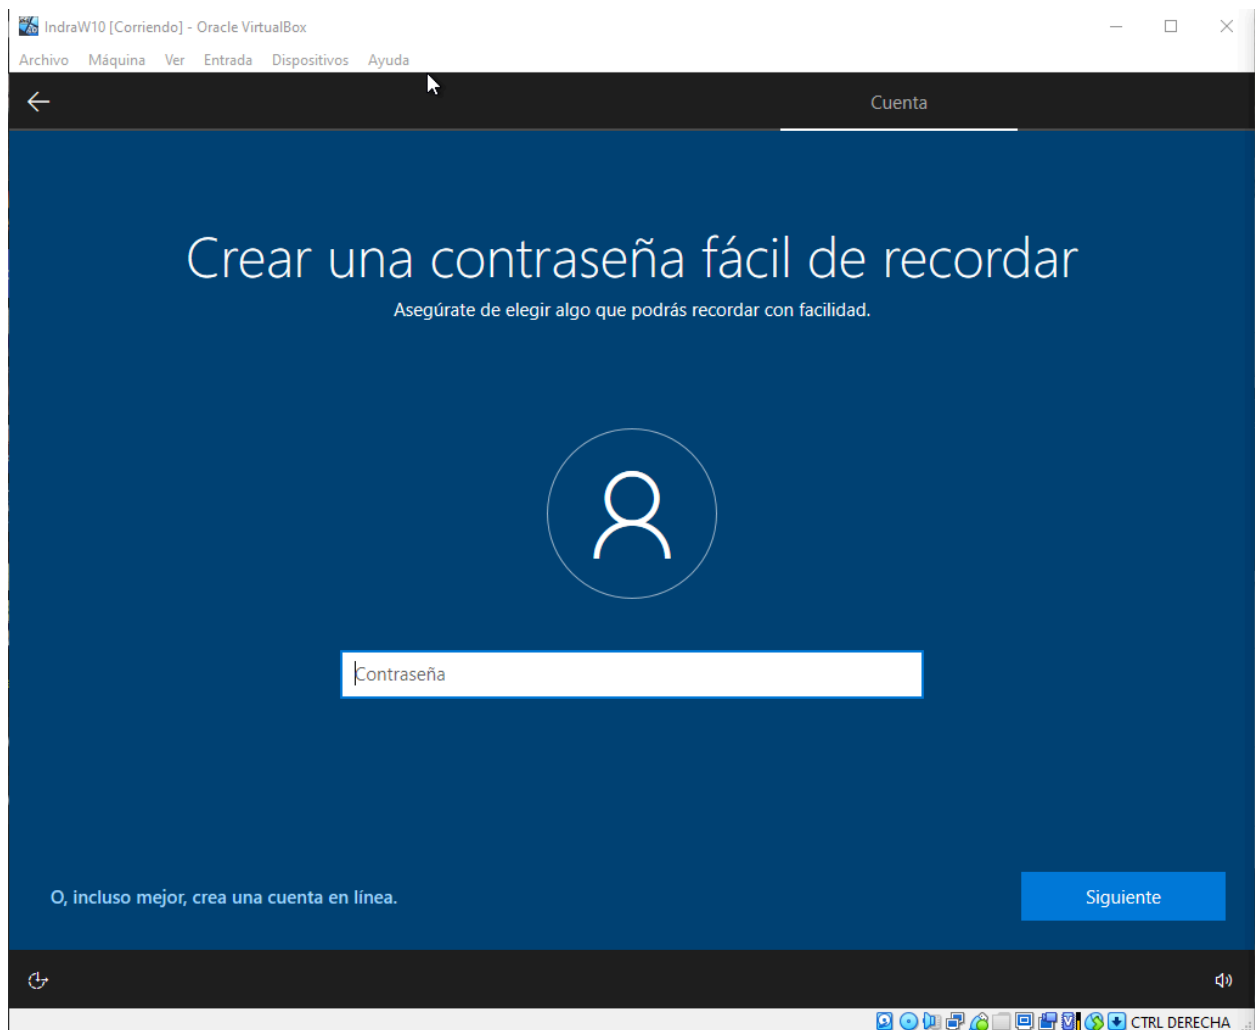 IndraW10 [Corriendo] - Oracle VirtualBox
Archivo Máquina Ver Entrada Dispositivos Ayuda
Cuenta
Crear una contraseña fácil de recordar
Asegúrate de elegir algo que podrás recordar con facilidad.
Contraseña
O, incluso mejor, crea una cuenta en línea.
Siguiente
CTRL DERECHA